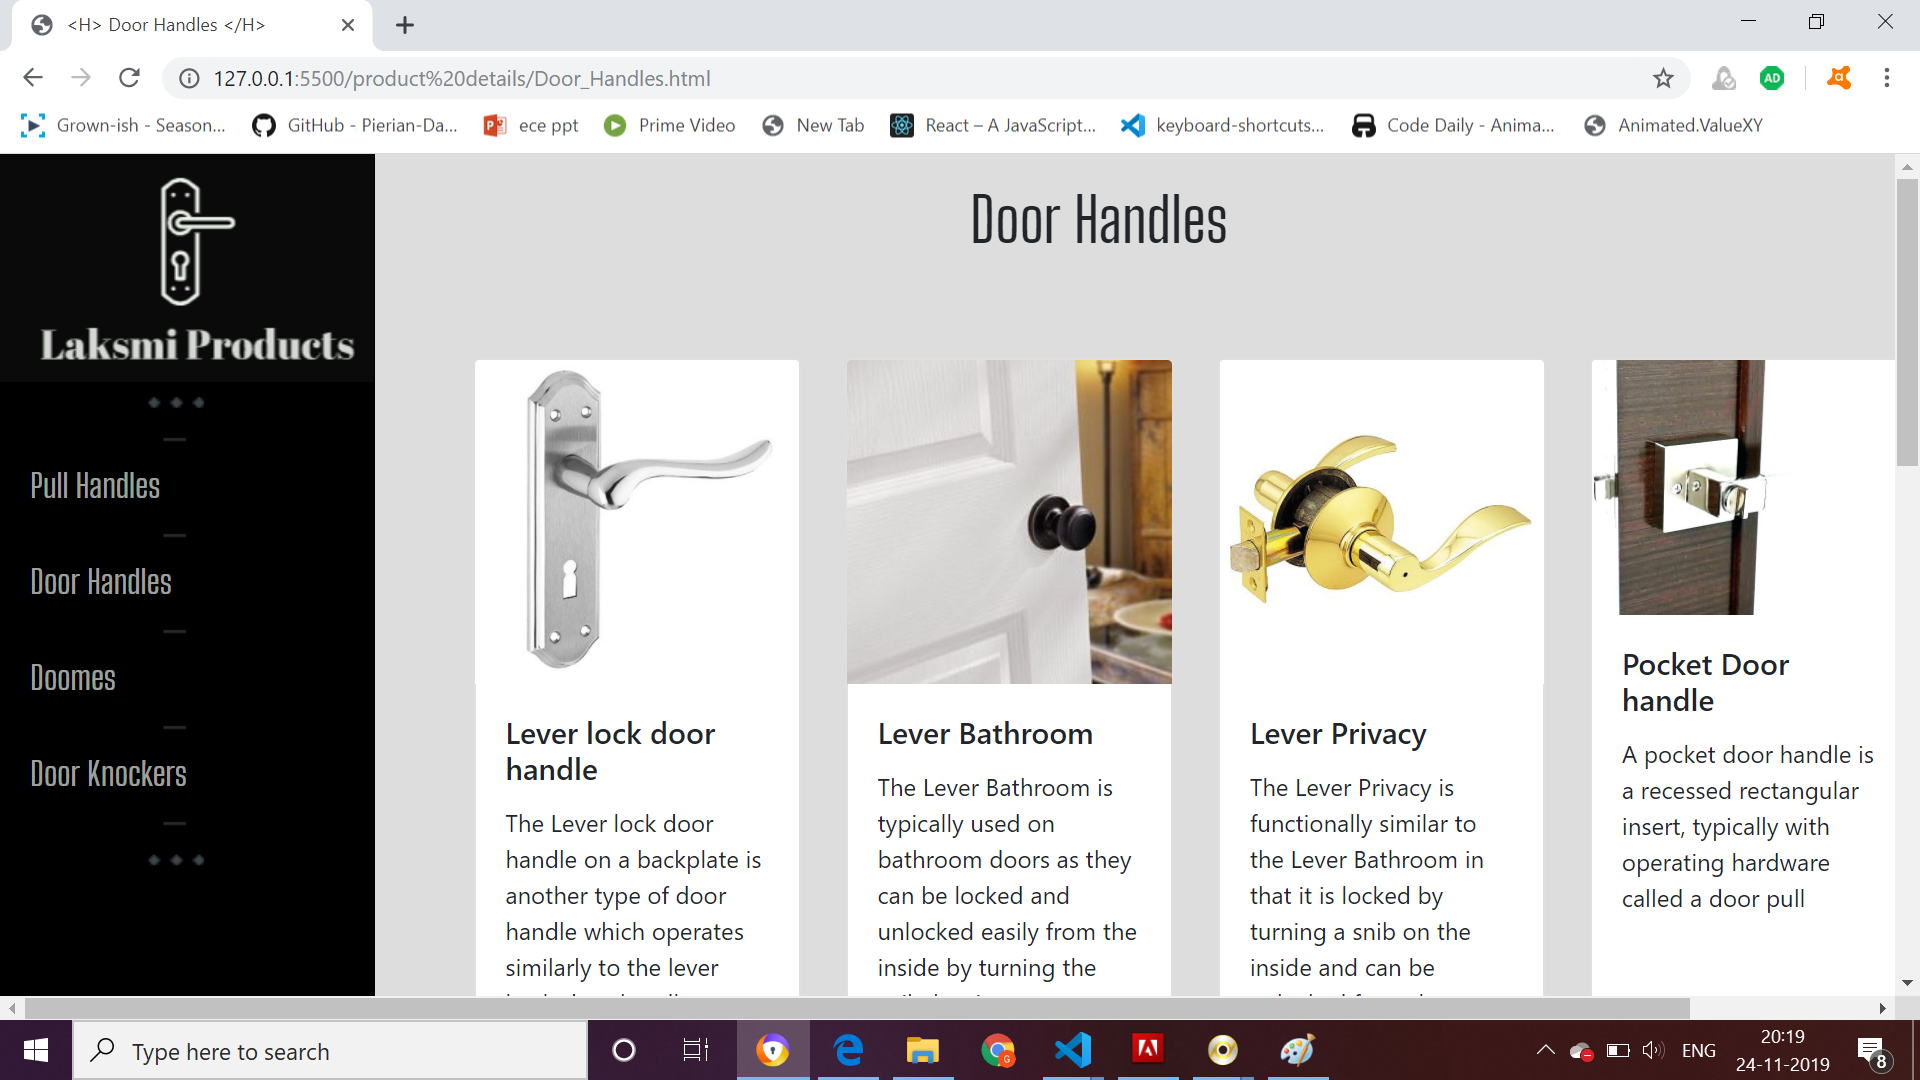 <H> Door Handles </H>
127.0.0.1:5500/product%20details/Door_Handles.html
AD
Grown-ish - Season...
GitHub - Pierian-Da...
ece ppt
Prime Video
New Tab
React – A JavaScript...
keyboard-shortcuts...
Code Daily - Anima...
Animated.ValueXY
Laksmi Products
Pull Handles
Door Handles
Doomes
Door Knockers
Door Handles
Lever lock door
handle
The Lever lock door
handle on a backplate is
another type of door
handle which operates
similarly to the lever
Lever Bathroom
The Lever Bathroom is
typically used on
bathroom doors as they
can be locked and
unlocked easily from the
inside by turning the
Lever Privacy
The Lever Privacy is
functionally similar to
the Lever Bathroom in
that it is locked by
turning a snib on the
inside and can be
Pocket Door
handle
A pocket door handle is
a recessed rectangular
insert, typically with
operating hardware
called a door pull
Type here to search
G
ENG
20:19
24-11-2019
8